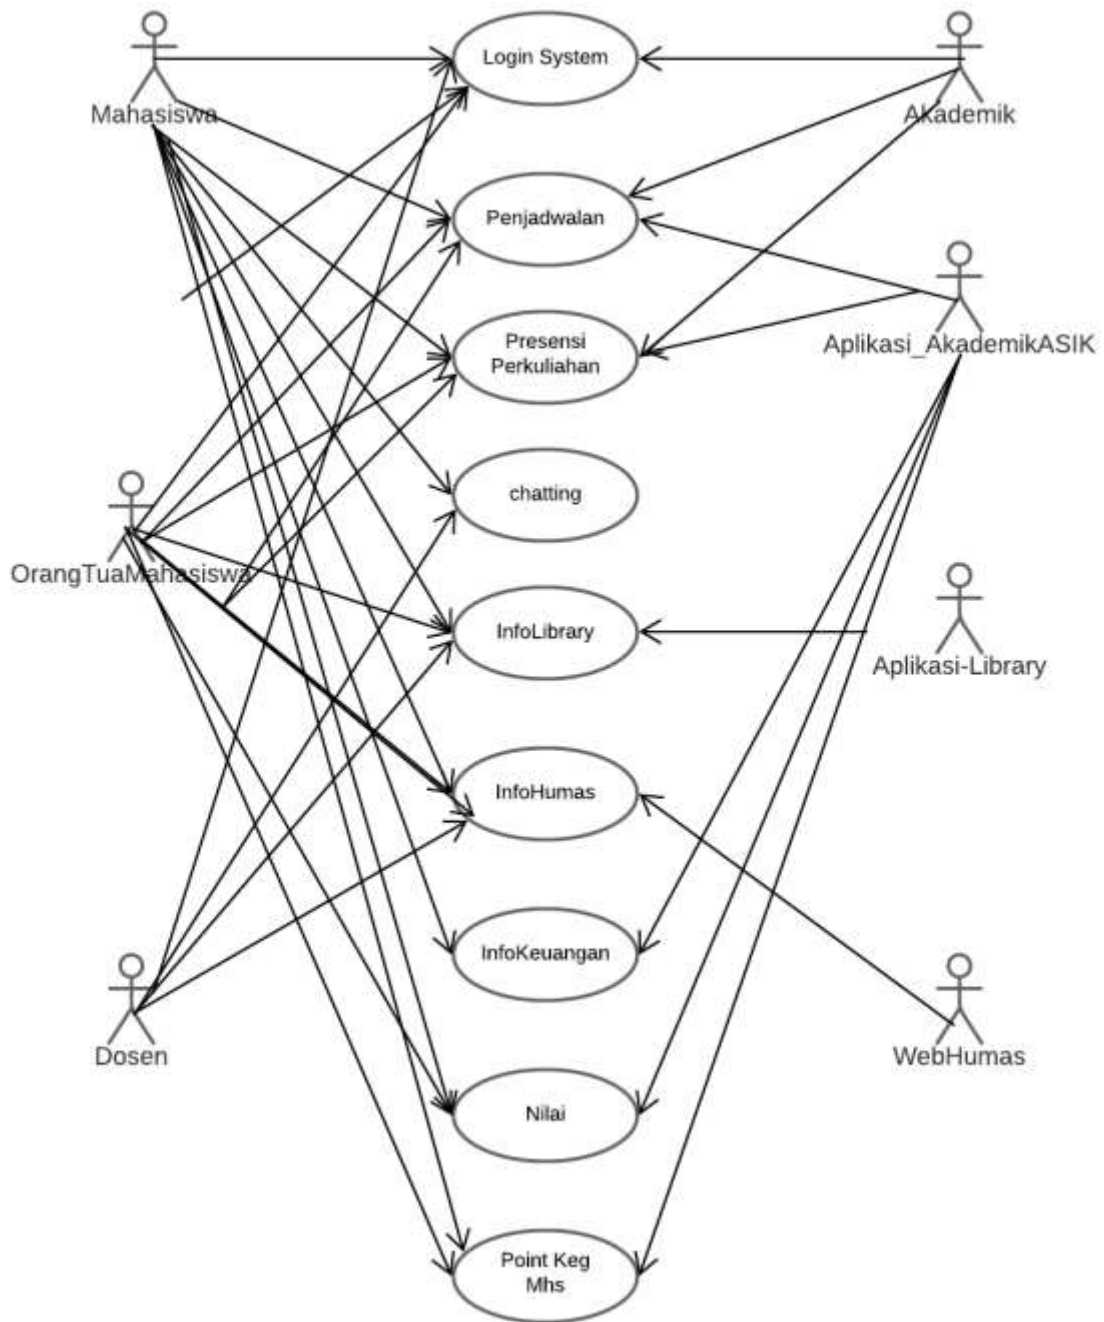 Login System
Mahasiswa
Akademik
Penjadwalan
Presensi
Perkuliahan
Aplikasi_AkademikASIK
chatting
OrangTuaMahasiswa
InfoLibrary
Aplikasi-Library
InfoHumas
InfoKeuangan
Dosen
WebHumas
Nilai
Point Keg
Mhs